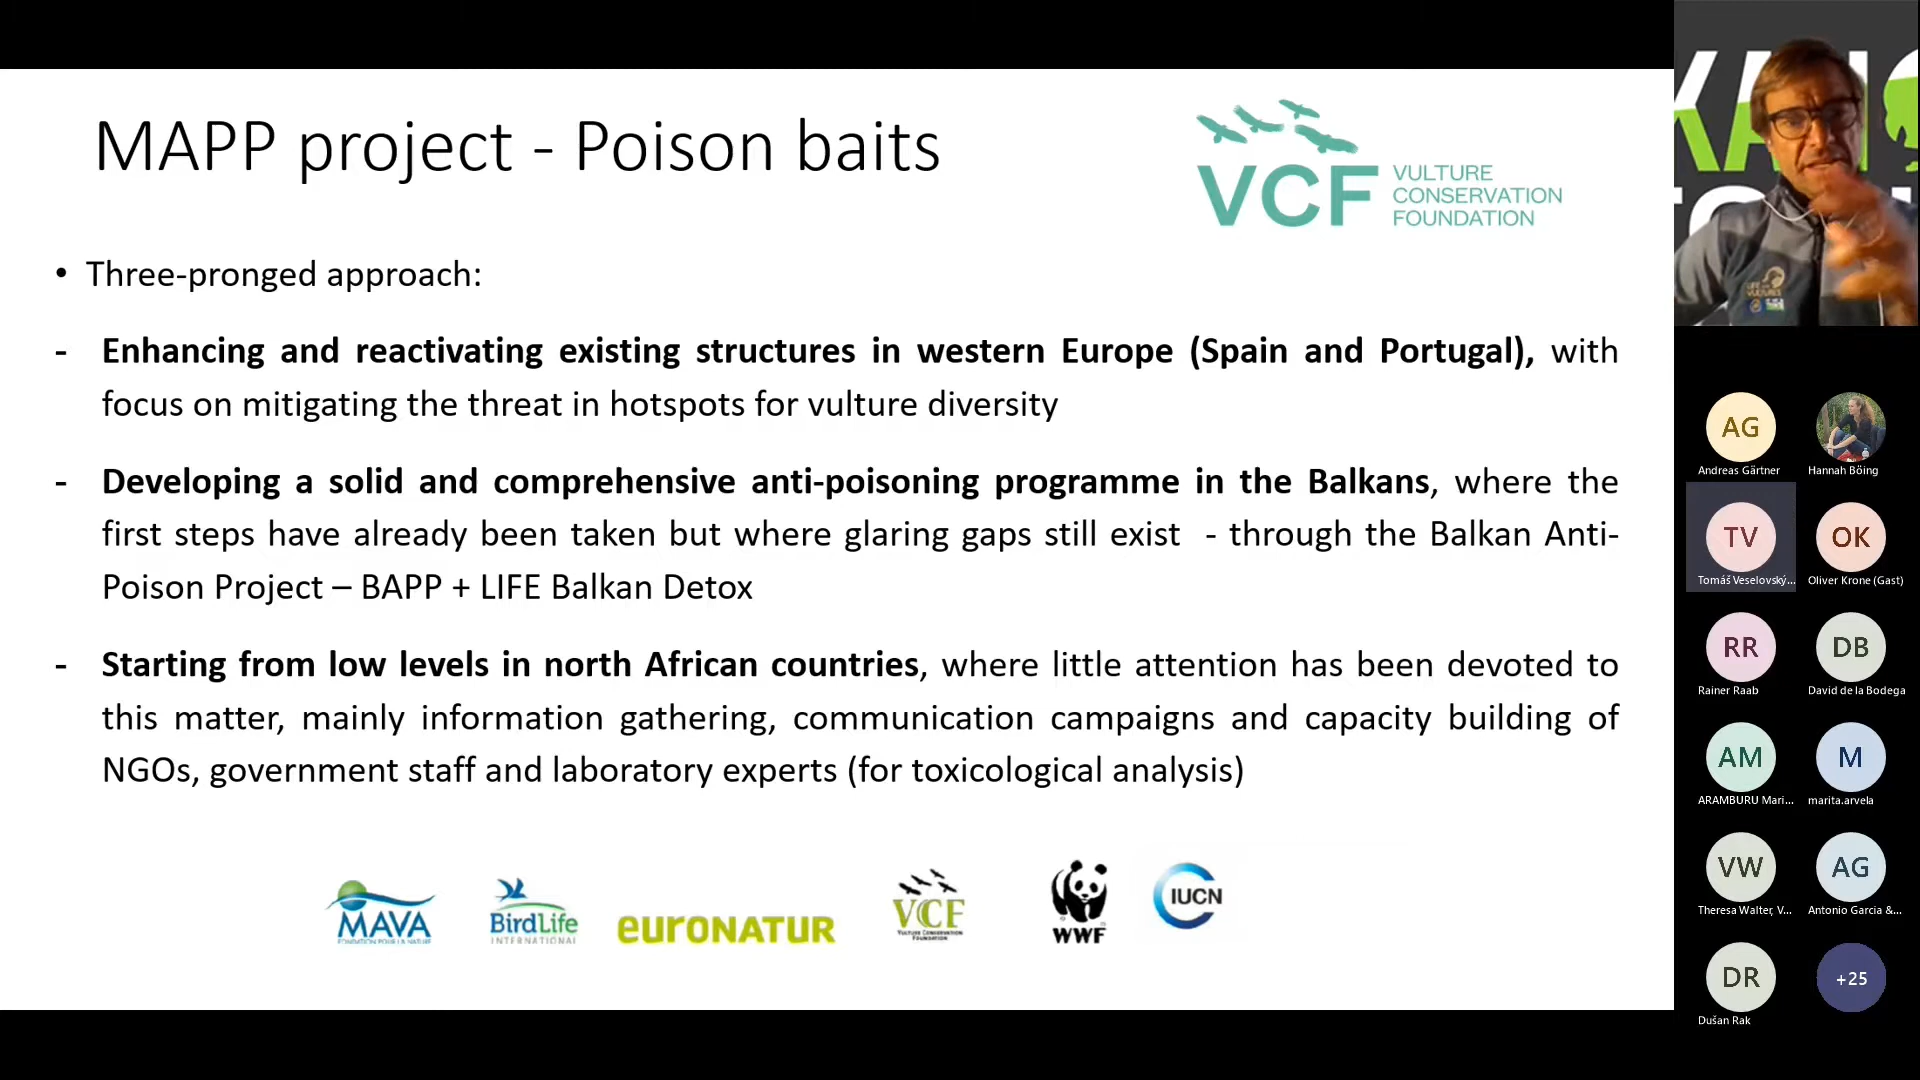 MAPP project - Poison baits
VCF
VULTURE
CONSERVATION
FOUNDATION
• Three-pronged approach:
- Enhancing and reactivating existing structures in western Europe (Spain and Portugal), with
focus on mitigating the threat in hotspots for vulture diversity
- Developing a solid and comprehensive anti-poisoning programme in the Balkans, where the
first steps have already been taken but where glaring gaps still exist - through the Balkan Anti-
Poison Project – BAPP + LIFE Balkan Detox
- Starting from low levels in north African countries, where little attention has been devoted to
this matter, mainly information gathering, communication campaigns and capacity building of
NGOs, government staff and laboratory experts (for toxicological analysis)
MAVA
FONDATION POUR LA NATURE
BirdLife
INTERNATIONAL
euronatur
VCF
VULTURE CONSERVATION
FOUNDATION
WWF
IUCN
AG
Andreas Gärtner
Hannah Böing
TV
Tomáš Veselovský...
OK
Oliver Krone (Gast)
RR
Rainer Raab
DB
David de la Bodega
AM
ARAMBURU Mari...
M
marita.arvela
VW
Theresa Walter, V...
AG
Antonio Garcia &...
DR
Dušan Rak
+25